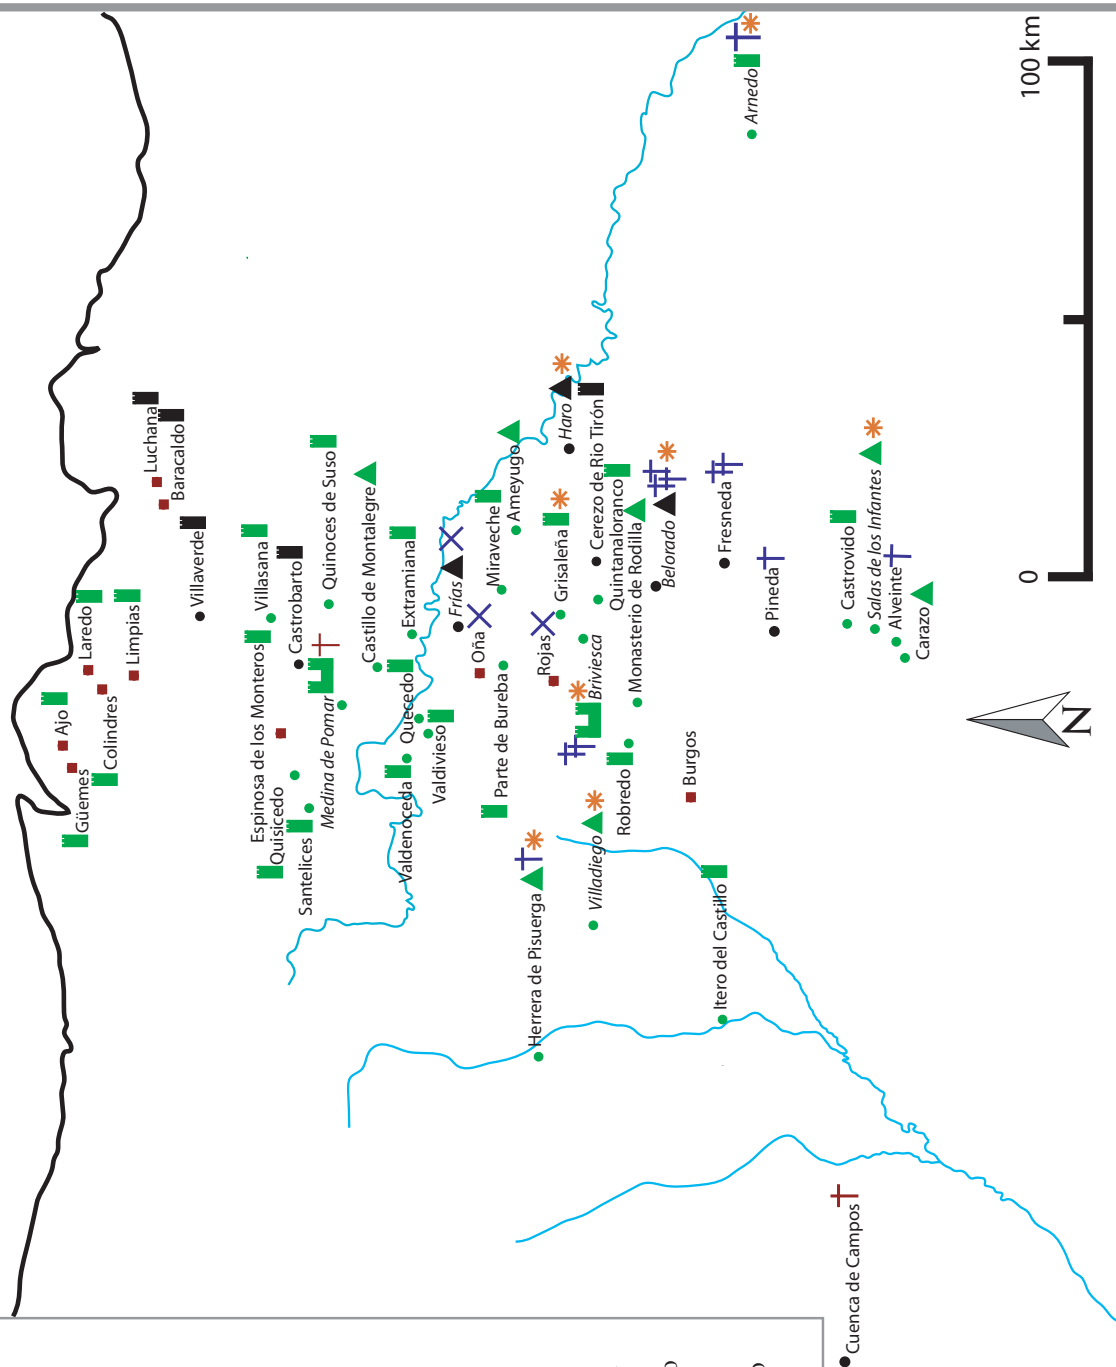 Ajo
Güemes
Laredo
Colindres
Limpias
Luchana
Baracaldo
Villaverde
Villasana
Espinosa de los Monteros
Quisicedo
Castrobarto
Santelices
Medina de Pomar
Quinoces de Suso
Castillo de Montalegre
Extramiana
Quecedo
Valdenoceda
Valdivieso
Frías
Oña
Miraveche
Ameyugo
Parte de Bureba
Rojas
Grisaleña
Haro
Cerezo de Rio Tirón
Herrera de Pisuerga
Briviesca
Villadiego
Quintanaloranco
Monasterio de Rodilla
Robredo
Belorado
Burgos
Fresneda
Itero del Castillo
Arnedo
Pineda
Castrovido
Salas de los Infantes
Alveinte
Carazo
Cuenca de Campos
N
0
100 km